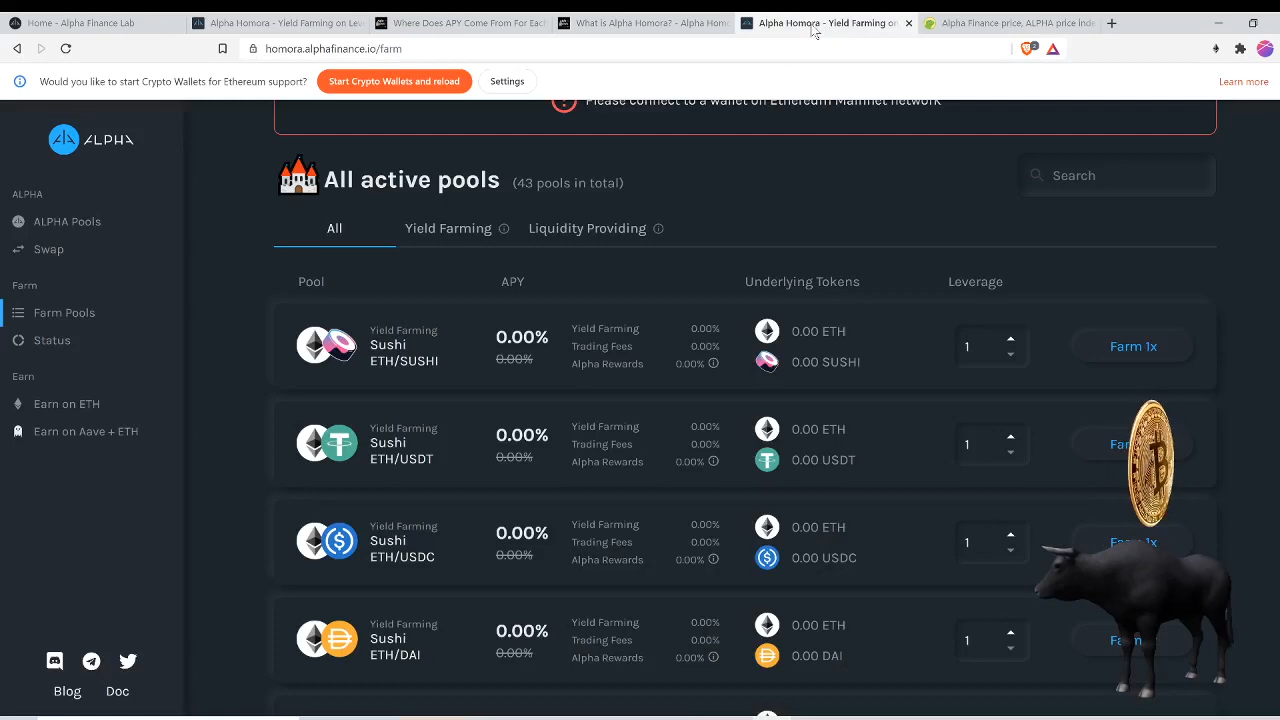 Home - Alpha Finance Lab
Alpha Homora - Yield Farming on Lev
Where Does APY Come From For Each
What is Alpha Homora? - Alpha Homo
Alpha Homora - Yield Farming on
Alpha Finance price, ALPHA price inde
homora.alphafinance.io/farm
2
Would you like to start Crypto Wallets for Ethereum support?
Start Crypto Wallets and reload
Settings
Learn more
Please connect to a wallet on Ethereum Mainnet network
ALPHA
ALPHA
ALPHA Pools
Swap
Farm
Farm Pools
Status
Earn
Earn on ETH
Earn on Aave + ETH
Blog
Doc
All active pools (43 pools in total)
Search
All
Yield Farming
Liquidity Providing
Pool
APY
Underlying Tokens
Leverage
Yield Farming
Sushi
ETH/SUSHI
0.00%
0.00%
Yield Farming 0.00%
Trading Fees 0.00%
Alpha Rewards 0.00%
0.00 ETH
0.00 SUSHI
1
Farm 1x
Yield Farming
Sushi
ETH/USDT
0.00%
0.00%
Yield Farming 0.00%
Trading Fees 0.00%
Alpha Rewards 0.00%
0.00 ETH
0.00 USDT
1
Yield Farming
Sushi
ETH/USDC
0.00%
0.00%
Yield Farming 0.00%
Trading Fees 0.00%
Alpha Rewards 0.00%
0.00 ETH
0.00 USDC
1
Farm 1x
Yield Farming
Sushi
ETH/DAI
0.00%
0.00%
Yield Farming 0.00%
Trading Fees 0.00%
Alpha Rewards 0.00%
0.00 ETH
0.00 DAI
1
Farm